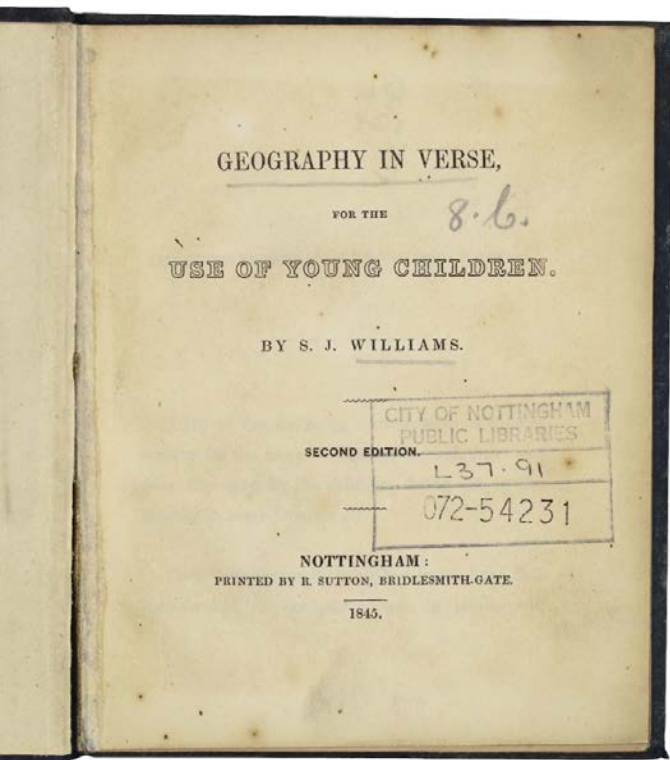 GEOGRAPHY IN VERSE,
FOR THE
8.6.
USE OF YOUNG CHILDREN.
BY S. J. WILLIAMS.
CITY OF NOTTINGHAM
PUBLIC LIBRARIES
SECOND EDITION.
L37.91
072-54231
NOTTINGHAM:
PRINTED BY R. SUTTON, BRIDLESMITH-GATE.
1845.